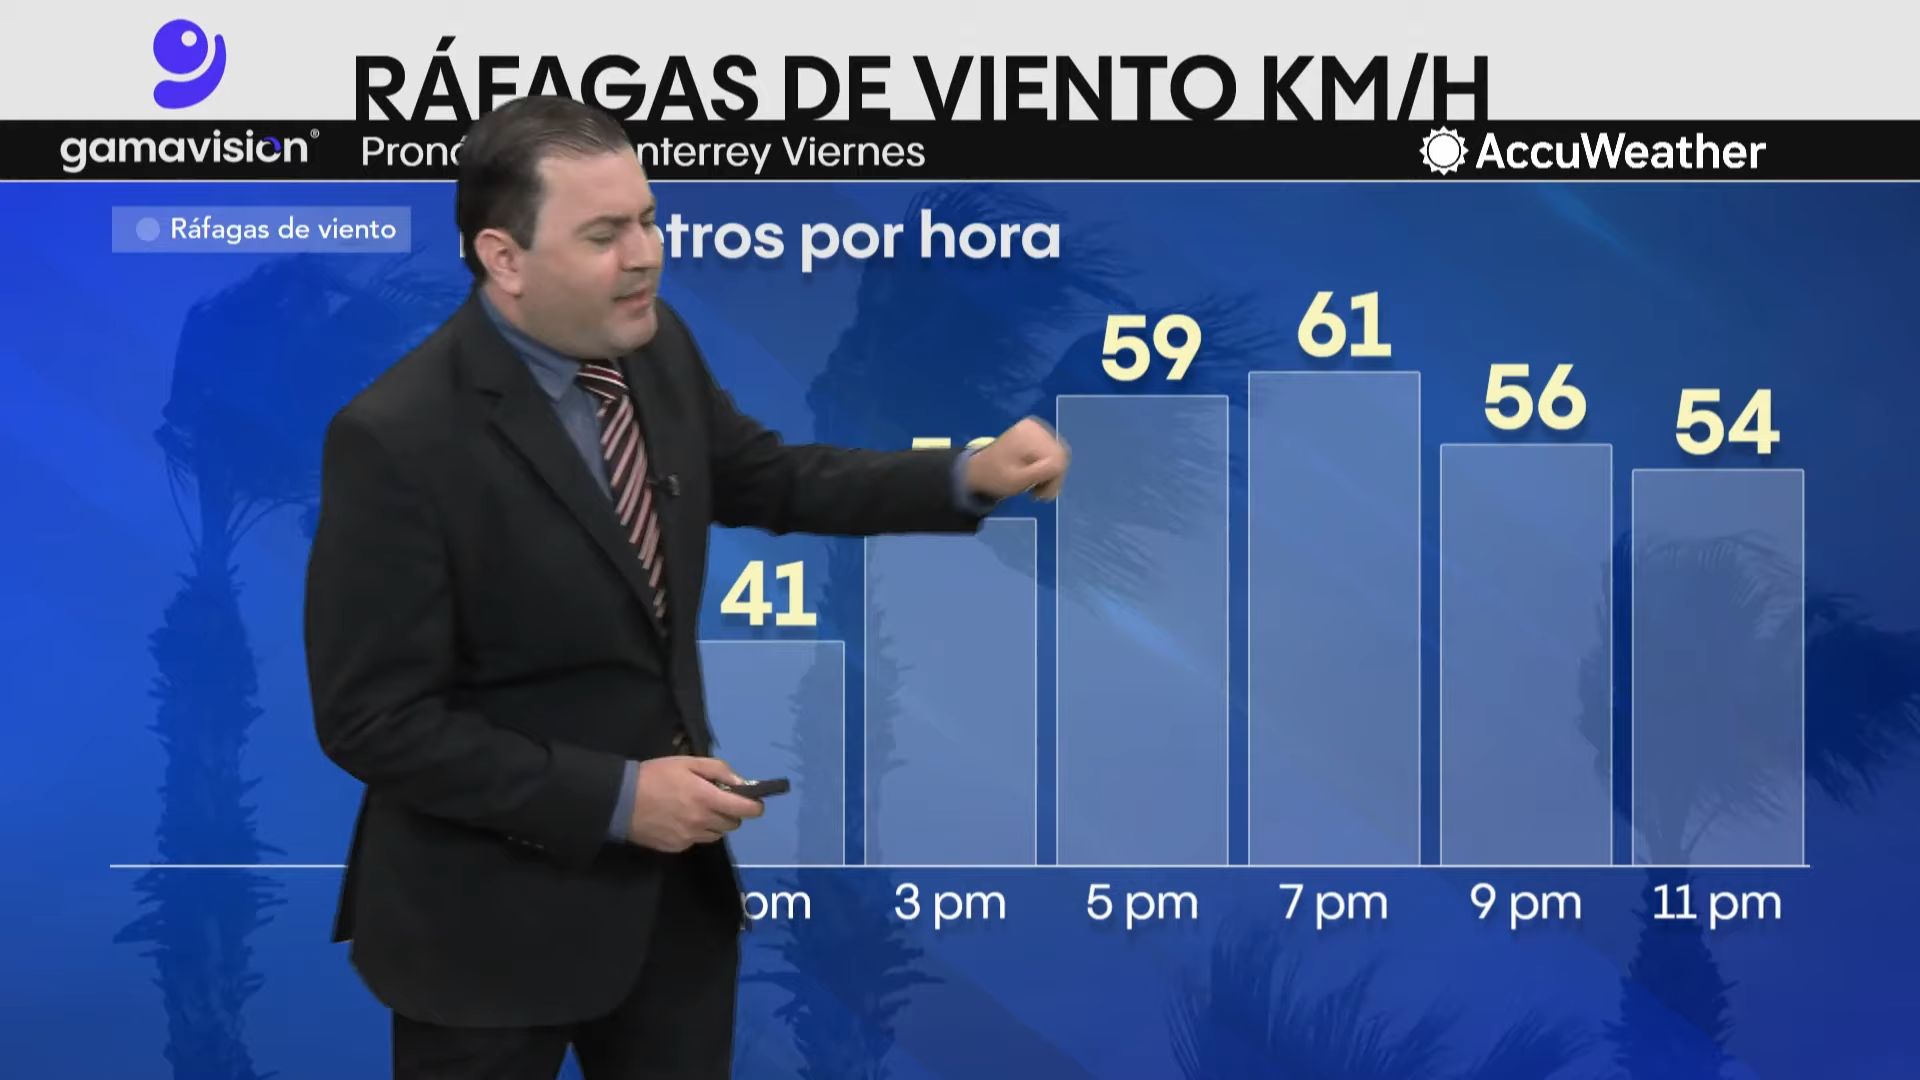 RÁFAGAS DE VIENTO KM/H
gamavision®
Viernes
AccuWeather
Ráfagas de viento
por hora
59
61
56
54
41
3 pm
5 pm
7 pm
9 pm
11 pm